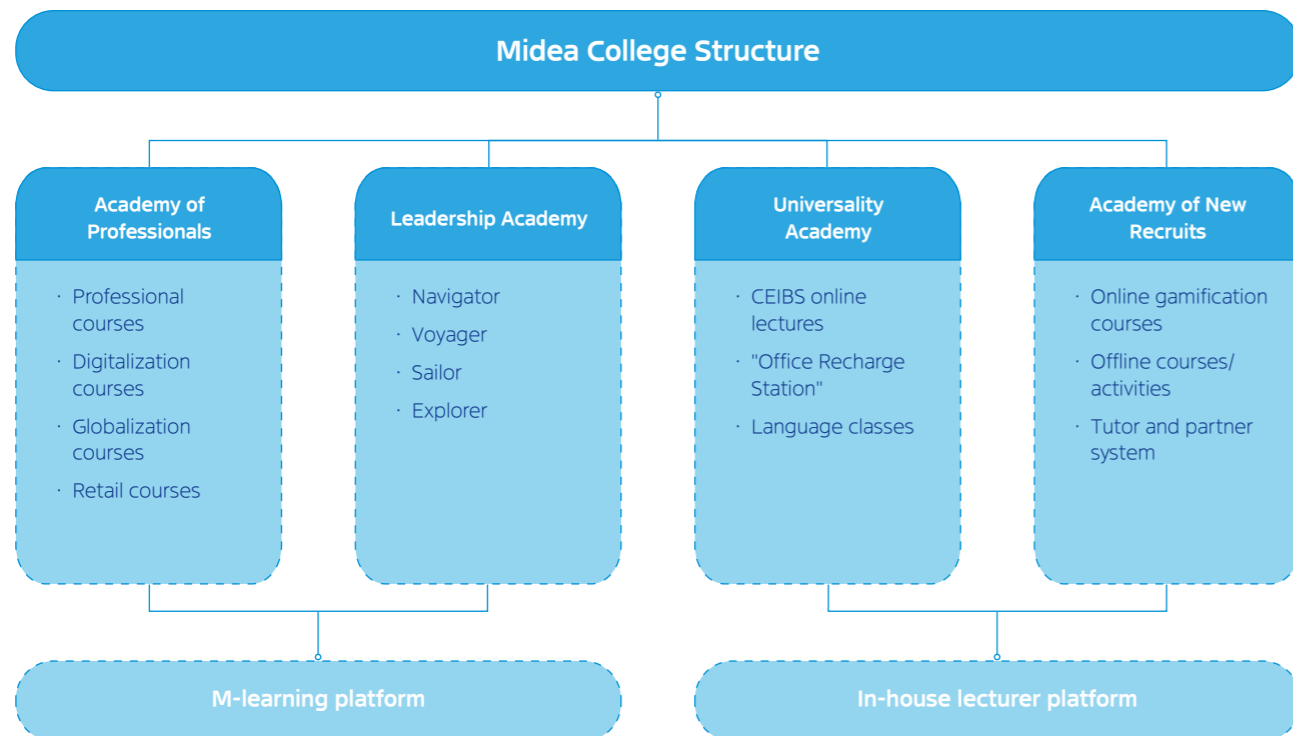 Midea College Structure
Academy of
Professionals
· Professional
courses
· Digitalization
courses
· Globalization
courses
· Retail courses
Leadership Academy
· Navigator
· Voyager
· Sailor
· Explorer
Universality
Academy
· CEIBS online
lectures
· "Office Recharge
Station"
· Language classes
Academy of New
Recruits
· Online gamification
courses
· Offline courses/
activities
· Tutor and partner
system
M-learning platform
In-house lecturer platform